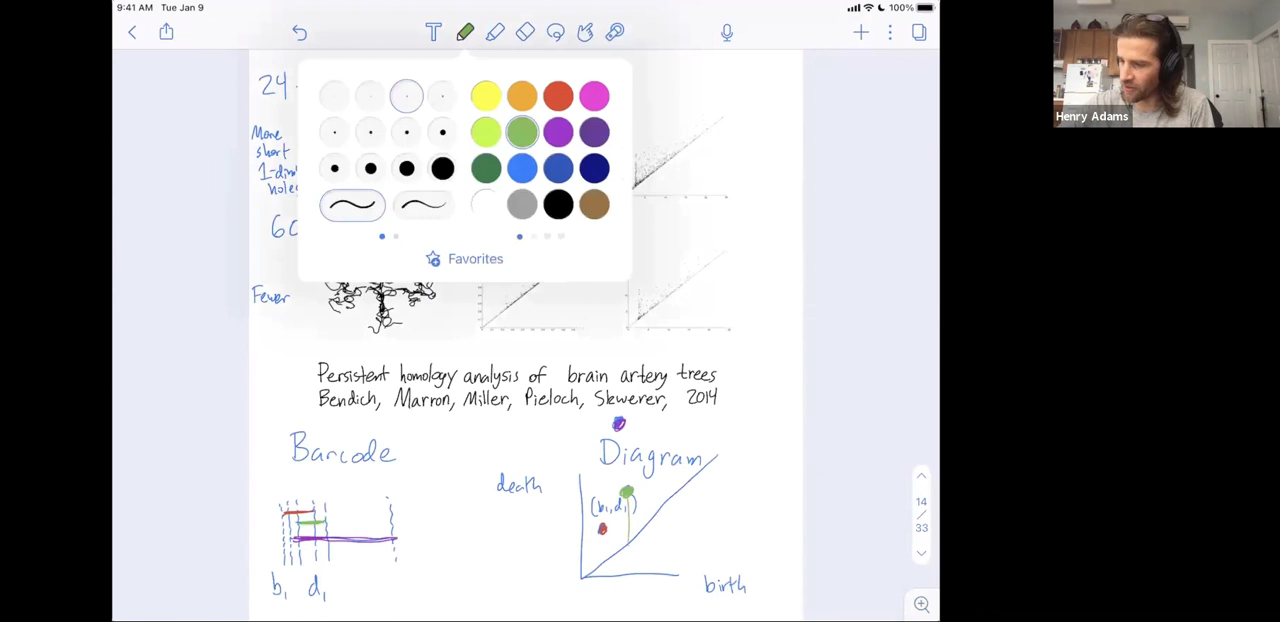 9:41 AM Tue Jan 9
100%
Henry Adams
24
More
short
1-dim
holes
60
Favorites
Fewer
Persistent homology analysis of brain artery trees
Bendich, Marron, Miller, Pieloch, Skwerer, 2014
Barcode
Diagram
death
(b₁,d₁)
birth
b₁ d₁
14
/
33